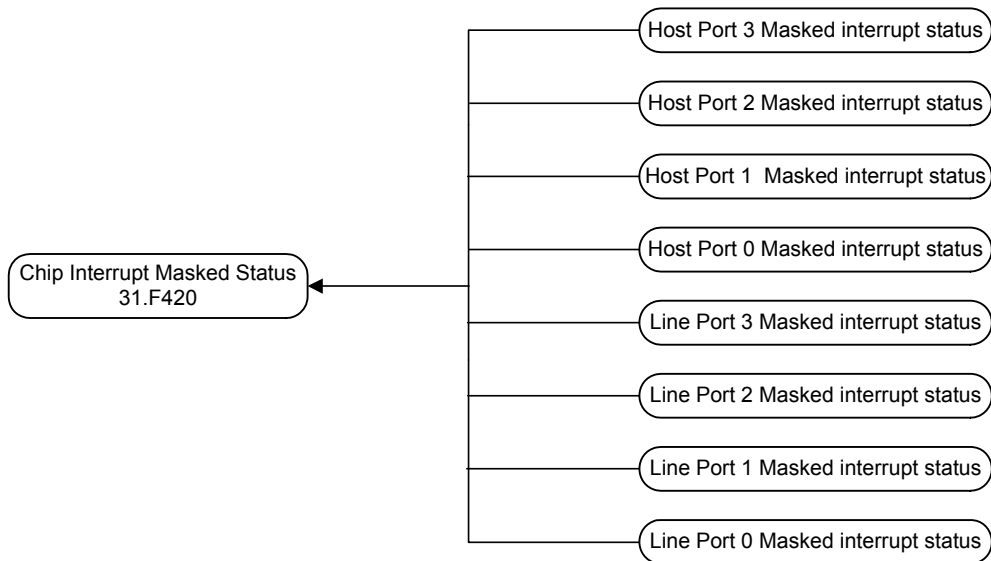 Host Port 3 Masked interrupt status
Host Port 2 Masked interrupt status
Host Port 1  Masked interrupt status
Host Port 0 Masked interrupt status
Chip Interrupt Masked Status
31.F420
Line Port 3 Masked interrupt status
Line Port 2 Masked interrupt status
Line Port 1 Masked interrupt status
Line Port 0 Masked interrupt status